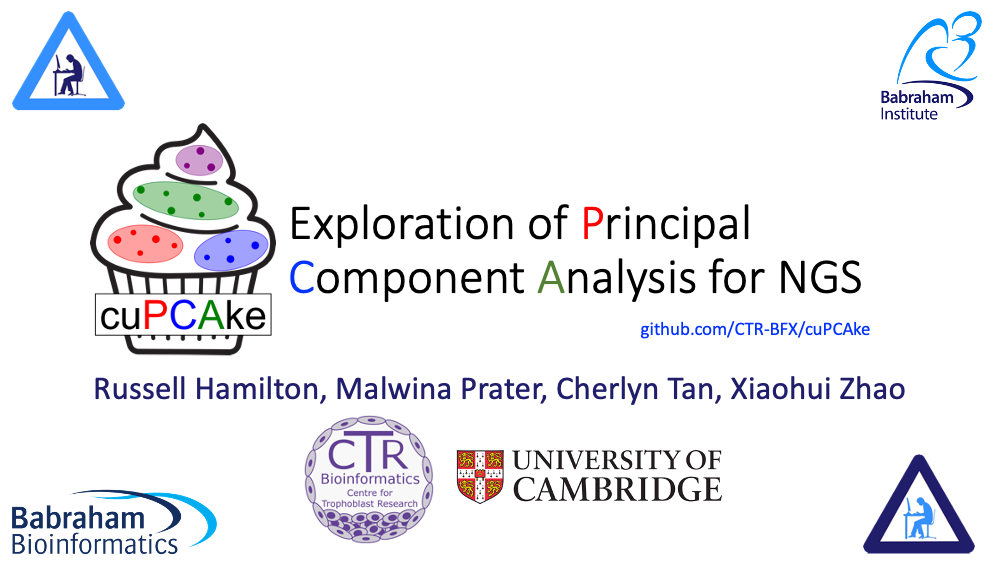 Babraham
Institute
Exploration of Principal
Component Analysis for NGS
cuPCAke
github.com/CTR-BFX/cuPCAke
Russell Hamilton, Malwina Prater, Cherlyn Tan, Xiaohui Zhao
CTR
Bioinformatics
Centre for
Trophoblast Research
UNIVERSITY OF
CAMBRIDGE
Babraham
Bioinformatics